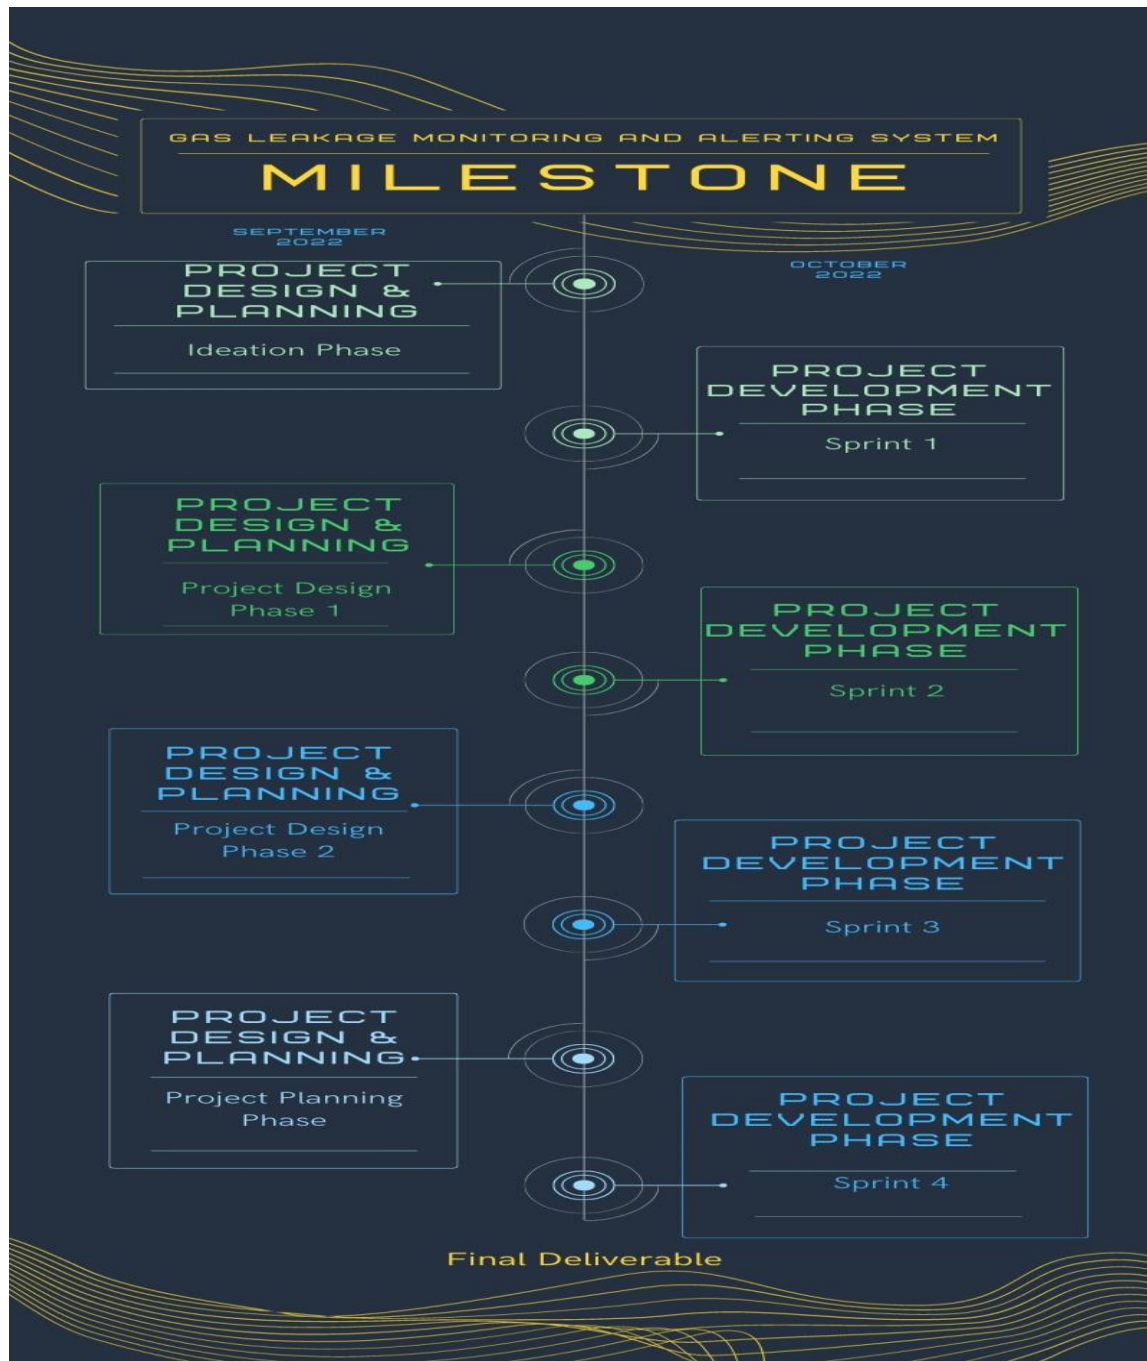 GAS LEAKAGE MONITORING AND ALERTING SYSTEM
MILESTONE
SEPTEMBER
2022
OCTOBER
2022
PROJECT
DESIGN &
PLANNING
Ideation Phase
PROJECT
DEVELOPMENT
PHASE
Sprint 1
PROJECT
DESIGN &
PLANNING
Project Design
Phase 1
PROJECT
DEVELOPMENT
PHASE
Sprint 2
PROJECT
DESIGN &
PLANNING
Project Design
Phase 2
PROJECT
DEVELOPMENT
PHASE
Sprint 3
PROJECT
DESIGN &
PLANNING
Project Planning
Phase
PROJECT
DEVELOPMENT
PHASE
Sprint 4
Final Deliverable